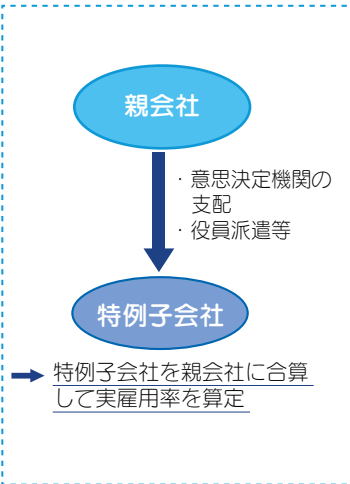 親会社
・意思決定機関の
支配
・役員派遣等
特例子会社
特例子会社を親会社に合算
して実雇用率を算定